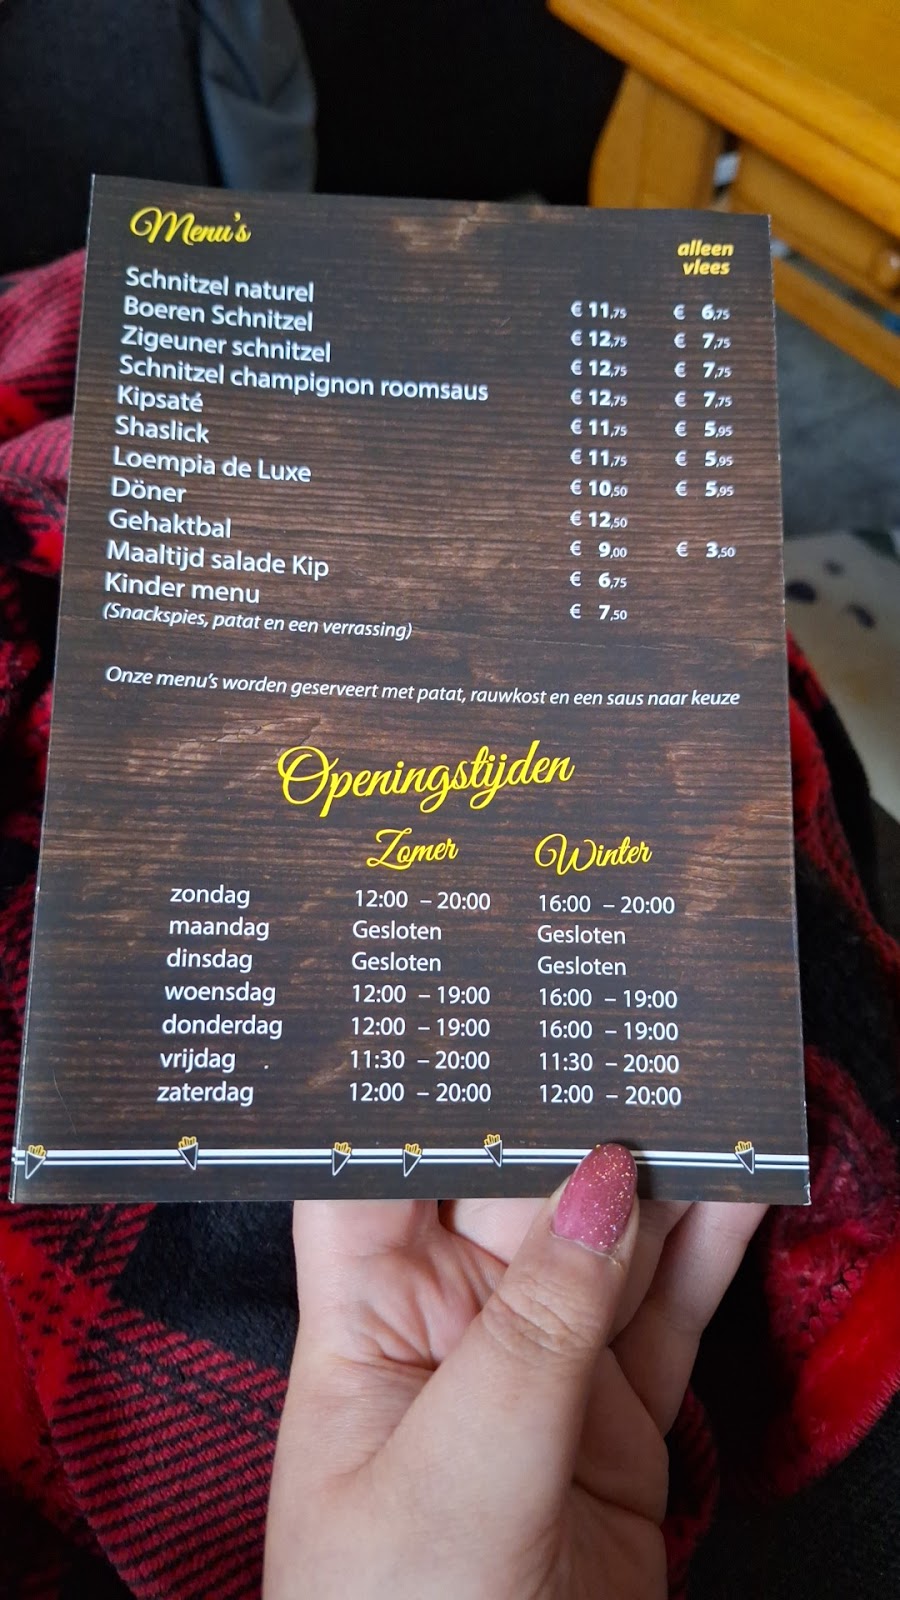 Menu's alleen vlees
Schnitzel naturel € 11,75 € 6,75
Boeren Schnitzel € 12,75 € 7,75
Zigeuner schnitzel € 12,75 € 7,75
Schnitzel champignon roomsaus € 12,75 € 7,75
Kipsaté € 11,75 € 5,95
Shaslick € 11,75 € 5,95
Loempia de Luxe € 10,50 € 5,95
Döner € 12,50
Gehaktbal € 9,00 € 3,50
Maaltijd salade Kip € 6,75
Kinder menu € 7,50
(Snackspies, patat en een verrassing)
Onze menu's worden geserveert met patat, rauwkost en een saus naar keuze
Openingstijden
Zomer Winter
zondag 12:00 – 20:00 16:00 – 20:00
maandag Gesloten Gesloten
dinsdag Gesloten Gesloten
woensdag 12:00 – 19:00 16:00 – 19:00
donderdag 12:00 – 19:00 16:00 – 19:00
vrijdag . 11:30 – 20:00 11:30 – 20:00
zaterdag 12:00 – 20:00 12:00 – 20:00